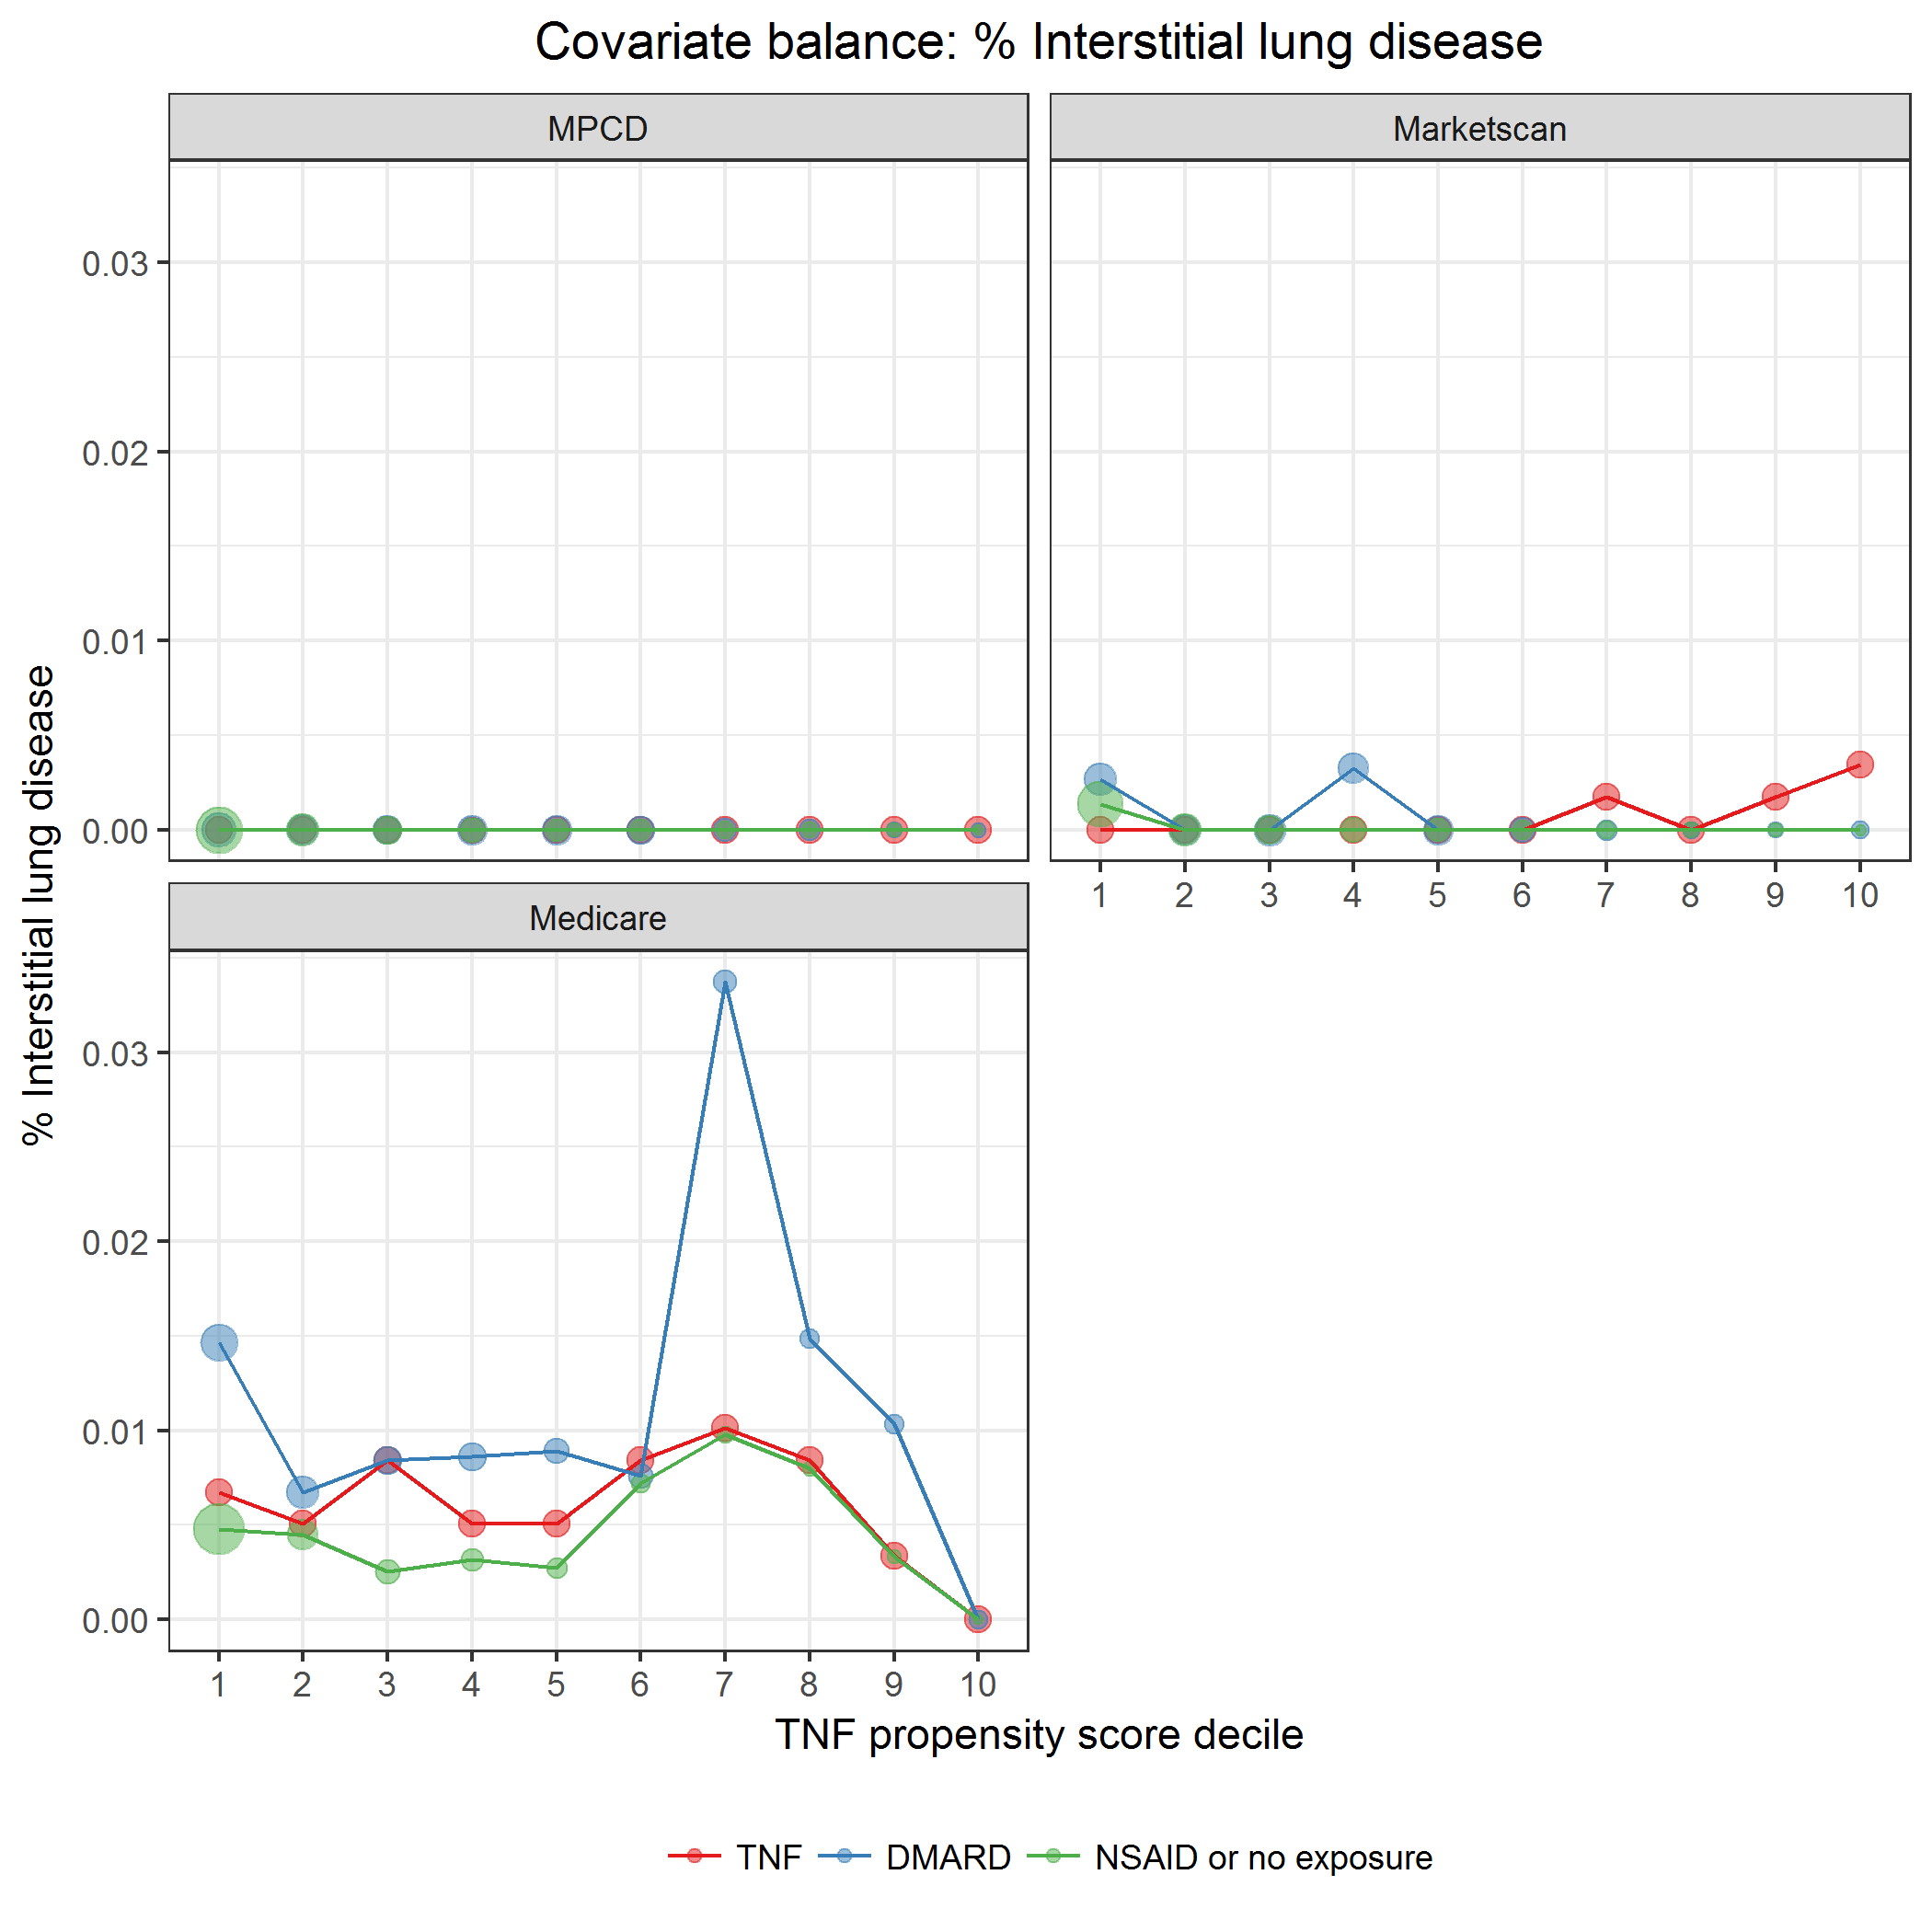 Covariate balance: % Interstitial lung disease
MPCD
Marketscan
0.03
0.02
0.01
0.00
1 2 3 4 5 6 7 8 9 10
Medicare
0.03
0.02
0.01
0.00
1 2 3 4 5 6 7 8 9 10
% Interstitial lung disease
TNF propensity score decile
TNF DMARD NSAID or no exposure